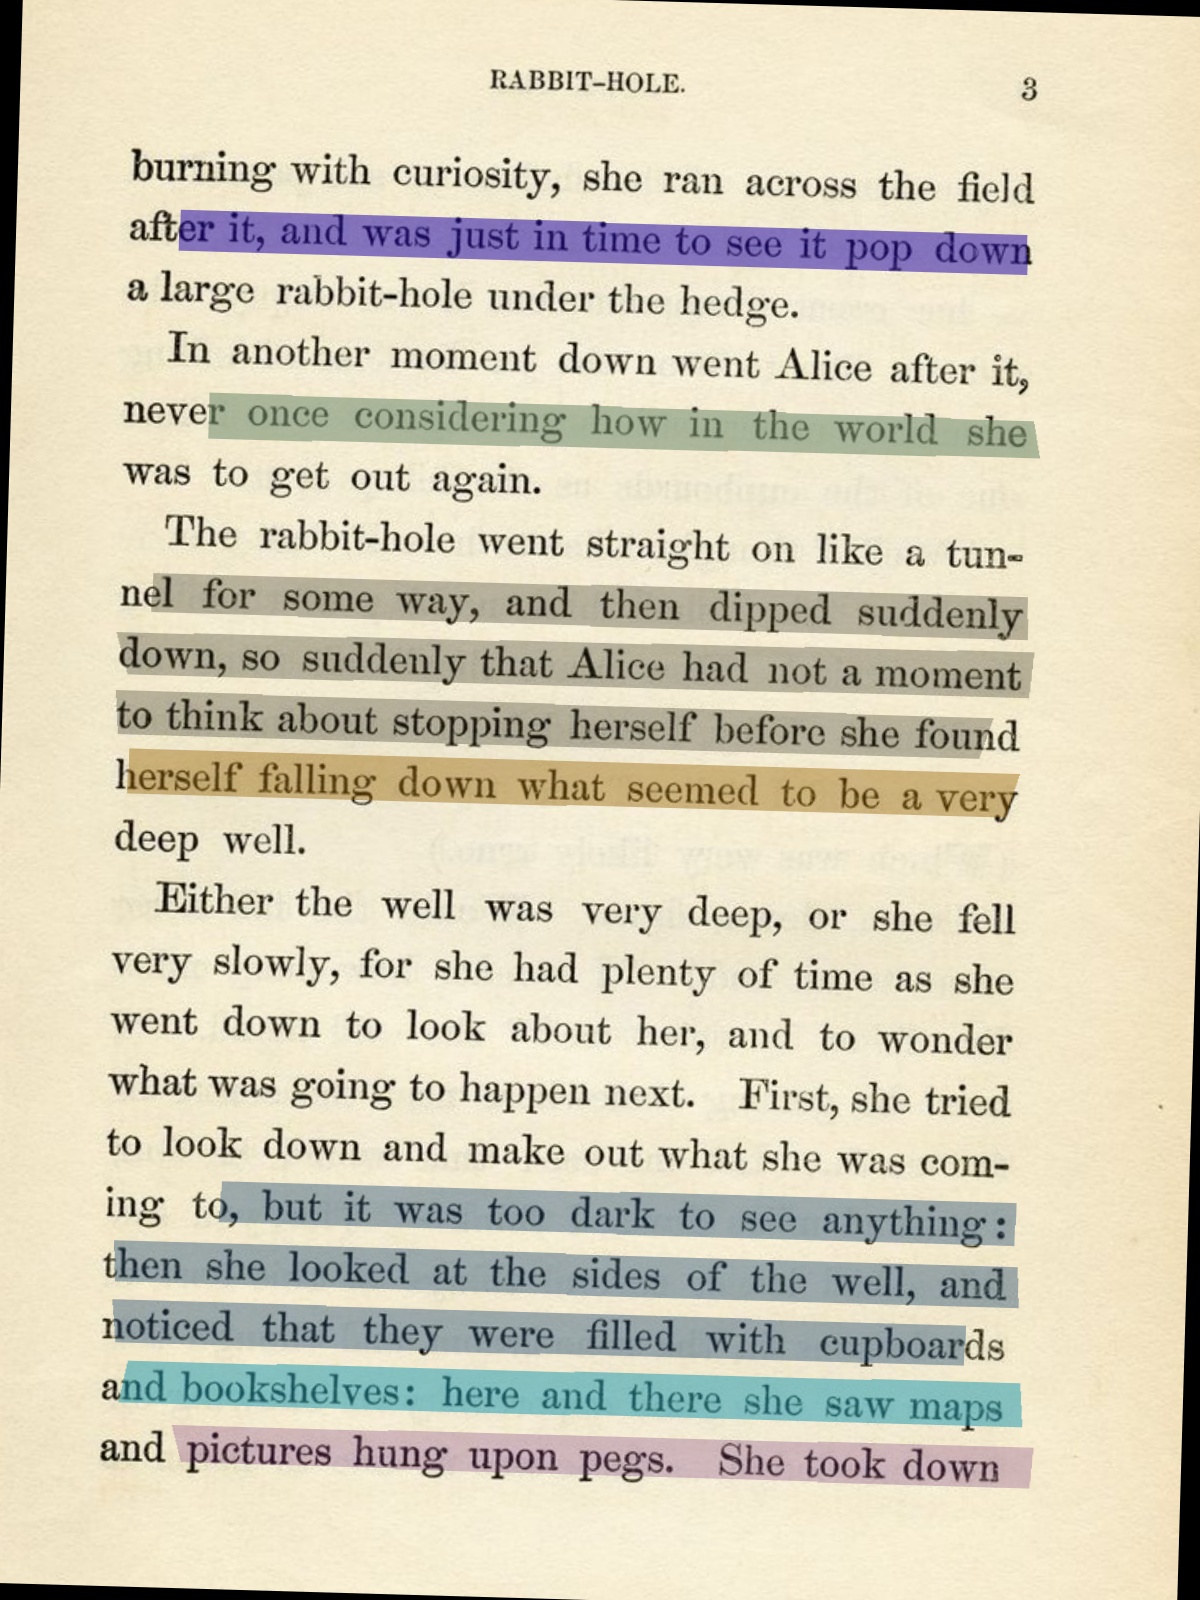 RABBIT-HOLE. 3
burning with curiosity, she ran across the field
after it, and was just in time to see it pop down
a large rabbit-hole under the hedge.
In another moment down went Alice after it,
never once considering how in the world she
was to get out again.
The rabbit-hole went straight on like a tun-
nel for some way, and then dipped suddenly
down, so suddenly that Alice had not a moment
to think about stopping herself before she found
herself falling down what seemed to be a very
deep well.
Either the well was very deep, or she fell
very slowly, for she had plenty of time as she
went down to look about her, and to wonder
what was going to happen next. First, she tried
to look down and make out what she was com-
ing to, but it was too dark to see anything:
then she looked at the sides of the well, and
noticed that they were filled with cupboards
and bookshelves: here and there she saw maps
and pictures hung upon pegs. She took down